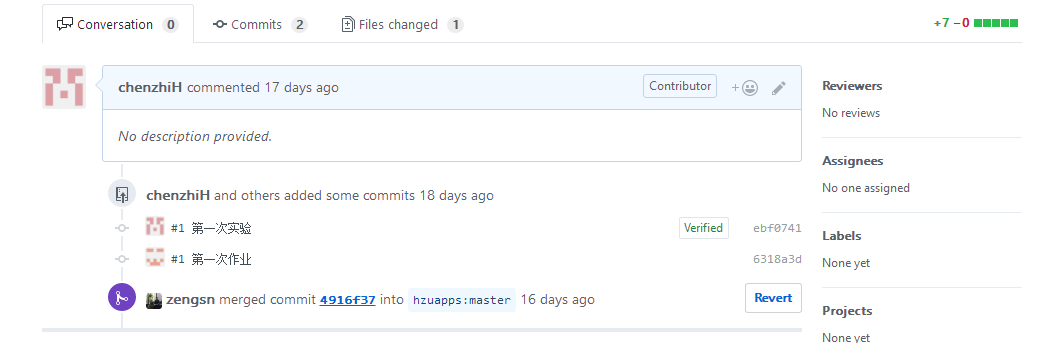 Conversation 0 Commits 2 Files changed 1 +7 −0
chenzhiH commented 17 days ago Contributor +
No description provided.
chenzhiH and others added some commits 18 days ago
#1 第一次实验 Verified ebf0741
#1 第一次作业 6318a3d
zengsn merged commit 4916f37 into hzuapps:master 16 days ago Revert
Reviewers
No reviews
Assignees
No one assigned
Labels
None yet
Projects
None yet